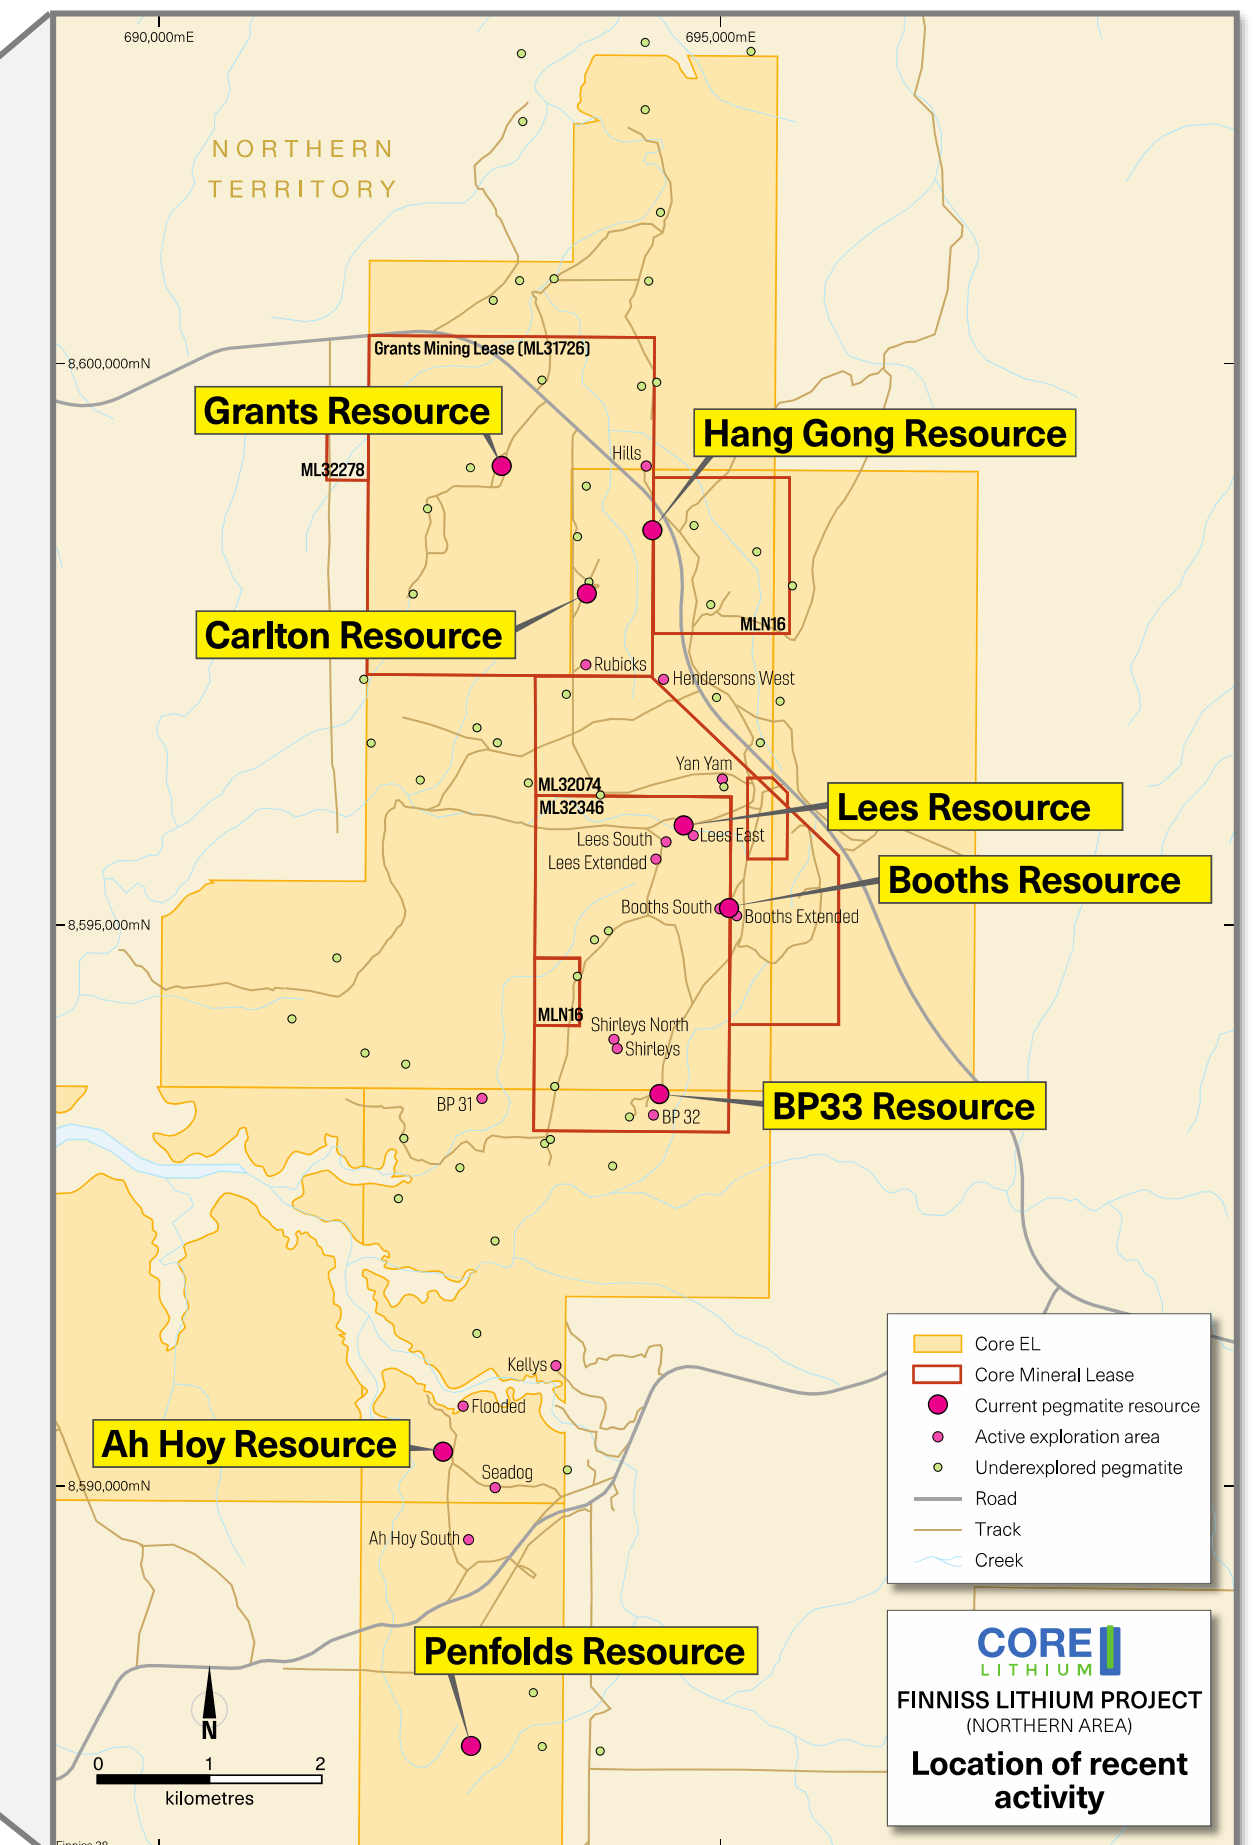 690,000mE
695,000mE
NORTHERN
TERRITORY
8,600,000mN
Grants Mining Lease (ML31726)
Grants Resource
Hang Gong Resource
Hills
ML32278
Carlton Resource
MLN16
Rubicks
Hendersons West
Yan Yam
ML32074
ML32346
Lees Resource
Lees South
Lees East
Lees Extended
Booths Resource
Booths South
Booths Extended
8,595,000mN
MLN16
Shirleys North
Shirleys
BP 31
BP33 Resource
BP 32
Kellys
Flooded
Ah Hoy Resource
Seadog
8,590,000mN
Ah Hoy South
Penfolds Resource
N
0 1 2
kilometres
Core EL
Core Mineral Lease
Current pegmatite resource
Active exploration area
Underexplored pegmatite
Road
Track
Creek
CORE
LITHIUM
FINNISS LITHIUM PROJECT
(NORTHERN AREA)
Location of recent
activity